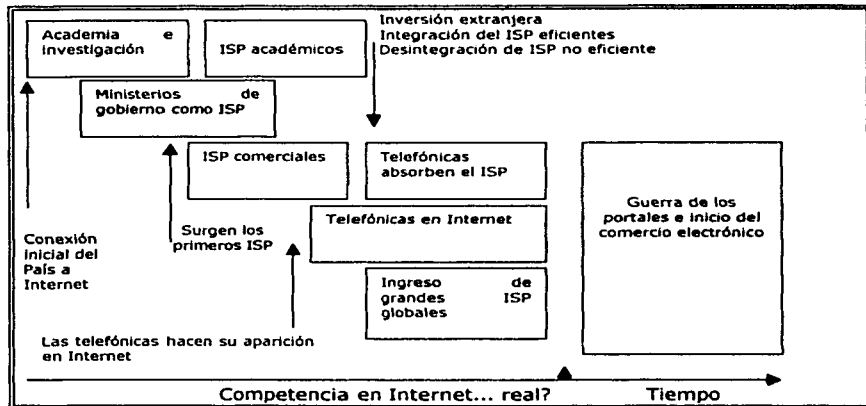 Academia e
investigación
ISP académicos
Inversión extranjera
Integración del ISP eficientes
Desintegración de ISP no eficiente
Ministerios de
gobierno como ISP
ISP comerciales
Telefónicas
absorben el ISP
Guerra de los
portales e inicio del
comercio electrónico
Telefónicas en Internet
Surgen los
primeros ISP
Conexión
inicial del
País a
Internet
Ingreso de
grandes ISP
globales
Las telefónicas hacen su aparición
en Internet
Competencia en Internet... real?
Tiempo